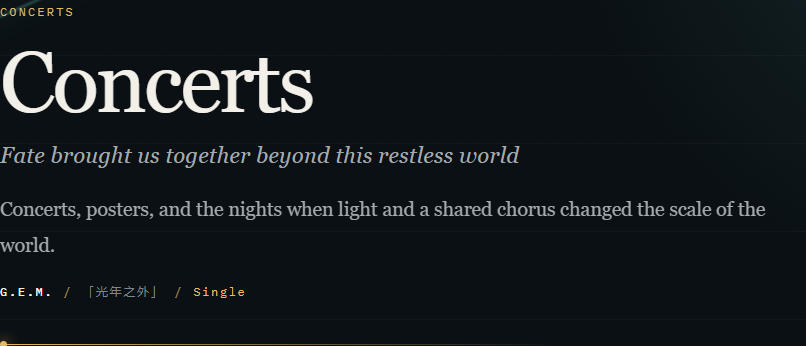 CONCERTS
Concerts
Fate brought us together beyond this restless world
Concerts, posters, and the nights when light and a shared chorus changed the scale of the
world.
G.E.M. / 「光年之外」 / Single